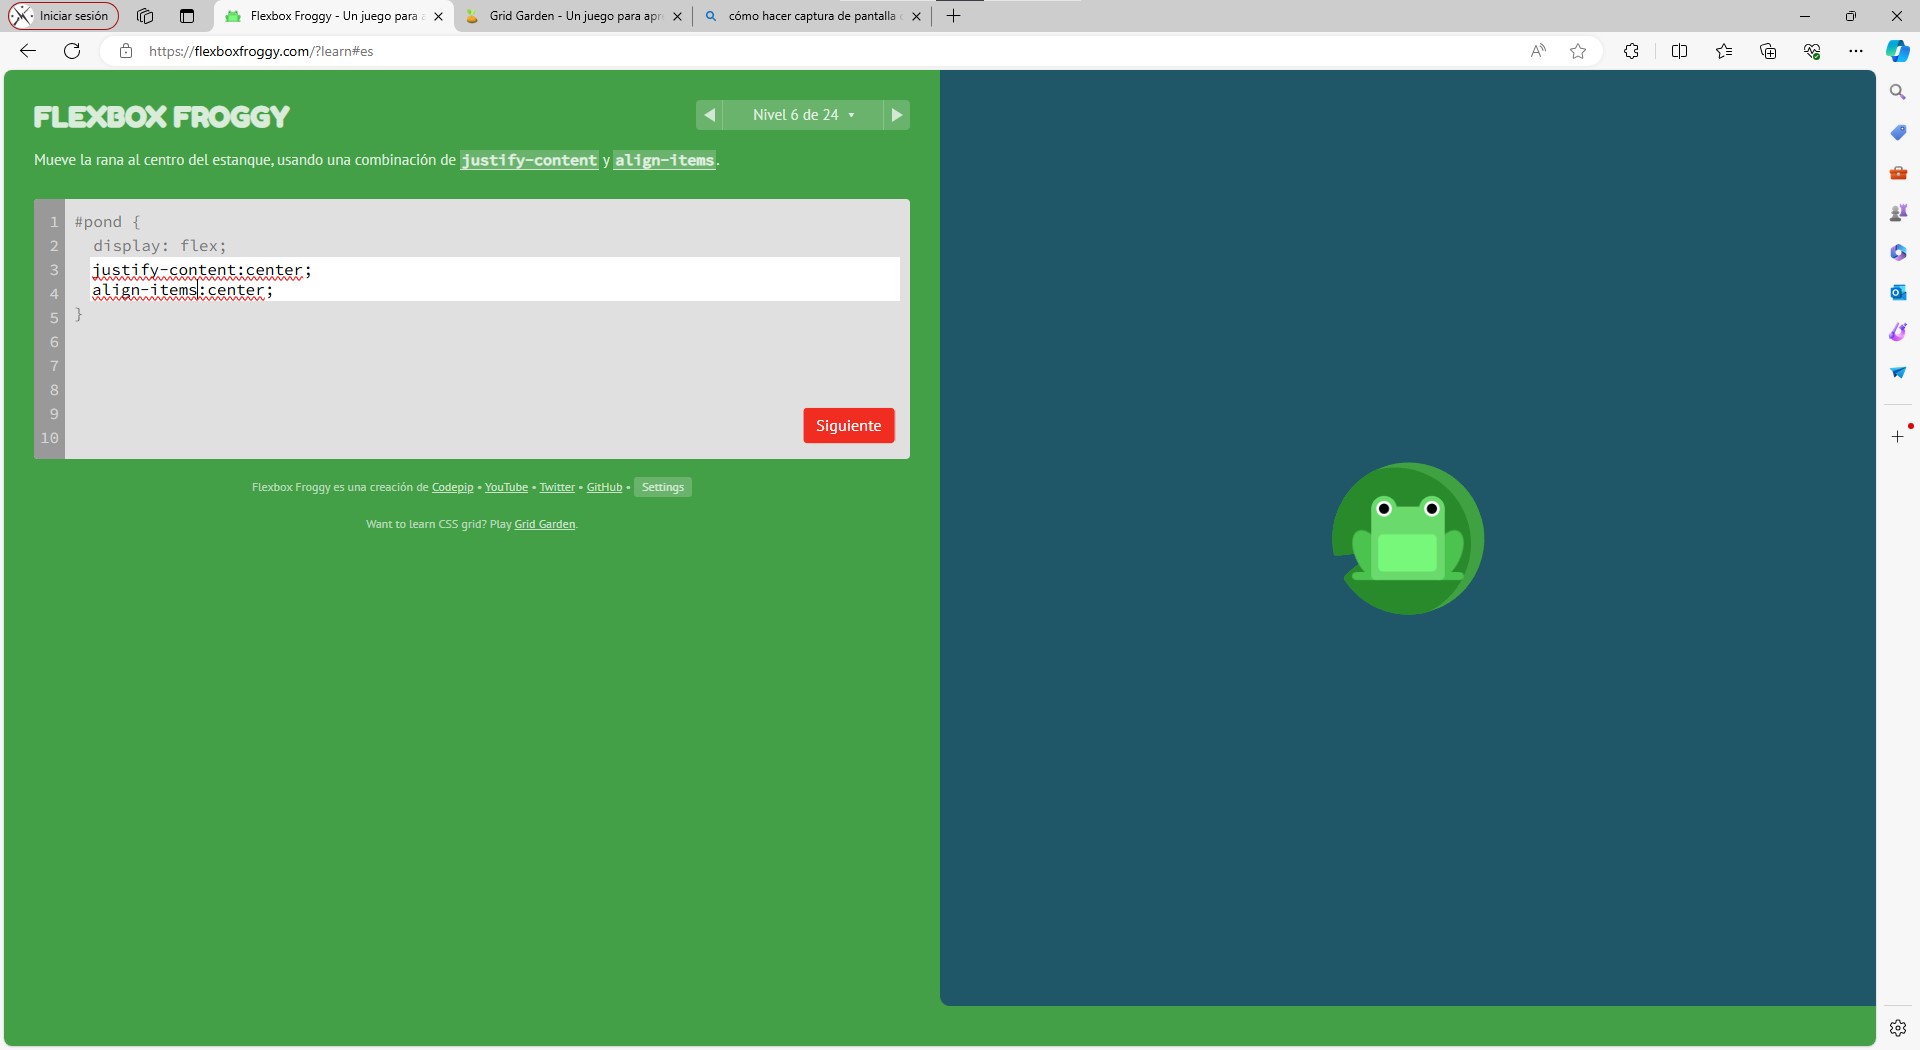 Iniciar sesión
Flexbox Froggy - Un juego para a
Grid Garden - Un juego para apr
cómo hacer captura de pantalla
https://flexboxfroggy.com/?learn#es
FLEXBOX FROGGY
Nivel 6 de 24
Mueve la rana al centro del estanque, usando una combinación de justify-content y align-items.
1 #pond {
2 display: flex;
3 justify-content:center;
4 align-items:center;
5 }
6
7
8
9
10
Siguiente
Flexbox Froggy es una creación de Codepip • YouTube • Twitter • GitHub • Settings
Want to learn CSS grid? Play Grid Garden.